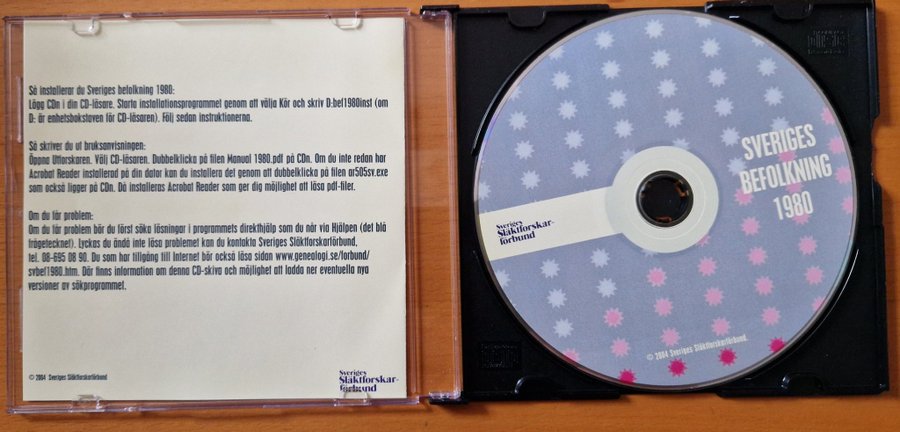 Så installerar du Sveriges befolkning 1980:
Lägg CDn i din CD-läsare. Starta installationsprogrammet genom att välja Kör och skriv D:bef1980inst (om
D: är enhetsbokstaven för CD-läsaren). Följ sedan instruktionerna.
Så skriver du ut bruksanvisningen:
Öppna Utforskaren. Välj CD-läsaren. Dubbelklicka på filen Manual 1980.pdf på CDn. Om du inte redan har
Acrobat Reader installerad på din dator kan du installera det genom att dubbelklicka på filen ar505sv.exe
som också ligger på CDn. Då installeras Acrobat Reader som ger dig möjlighet att läsa pdf-filer.
Om du får problem:
Om du får problem bör du först söka lösningar i programmets direkthjälp som du når via Hjälpen (det blå
frågetecknet). Lyckas du ändå inte lösa problemet kan du kontakta Sveriges Släktforskarförbund,
tel. 08-695 08 90. Du som har tillgång till Internet bör också läsa sidan www.genealogi.se/forbund/
svbef1980.htm. Där finns information om denna CD-skiva och möjlighet att ladda ner eventuella nya
versioner av sökprogrammet.
© 2004 Sveriges Släktforskarförbund
Sveriges
Släktforskar-
förbund
SVERIGES
BEFOLKNING
1980
Sveriges
Släktforskar-
förbund
© 2004 Sveriges Släktforskarförbund.